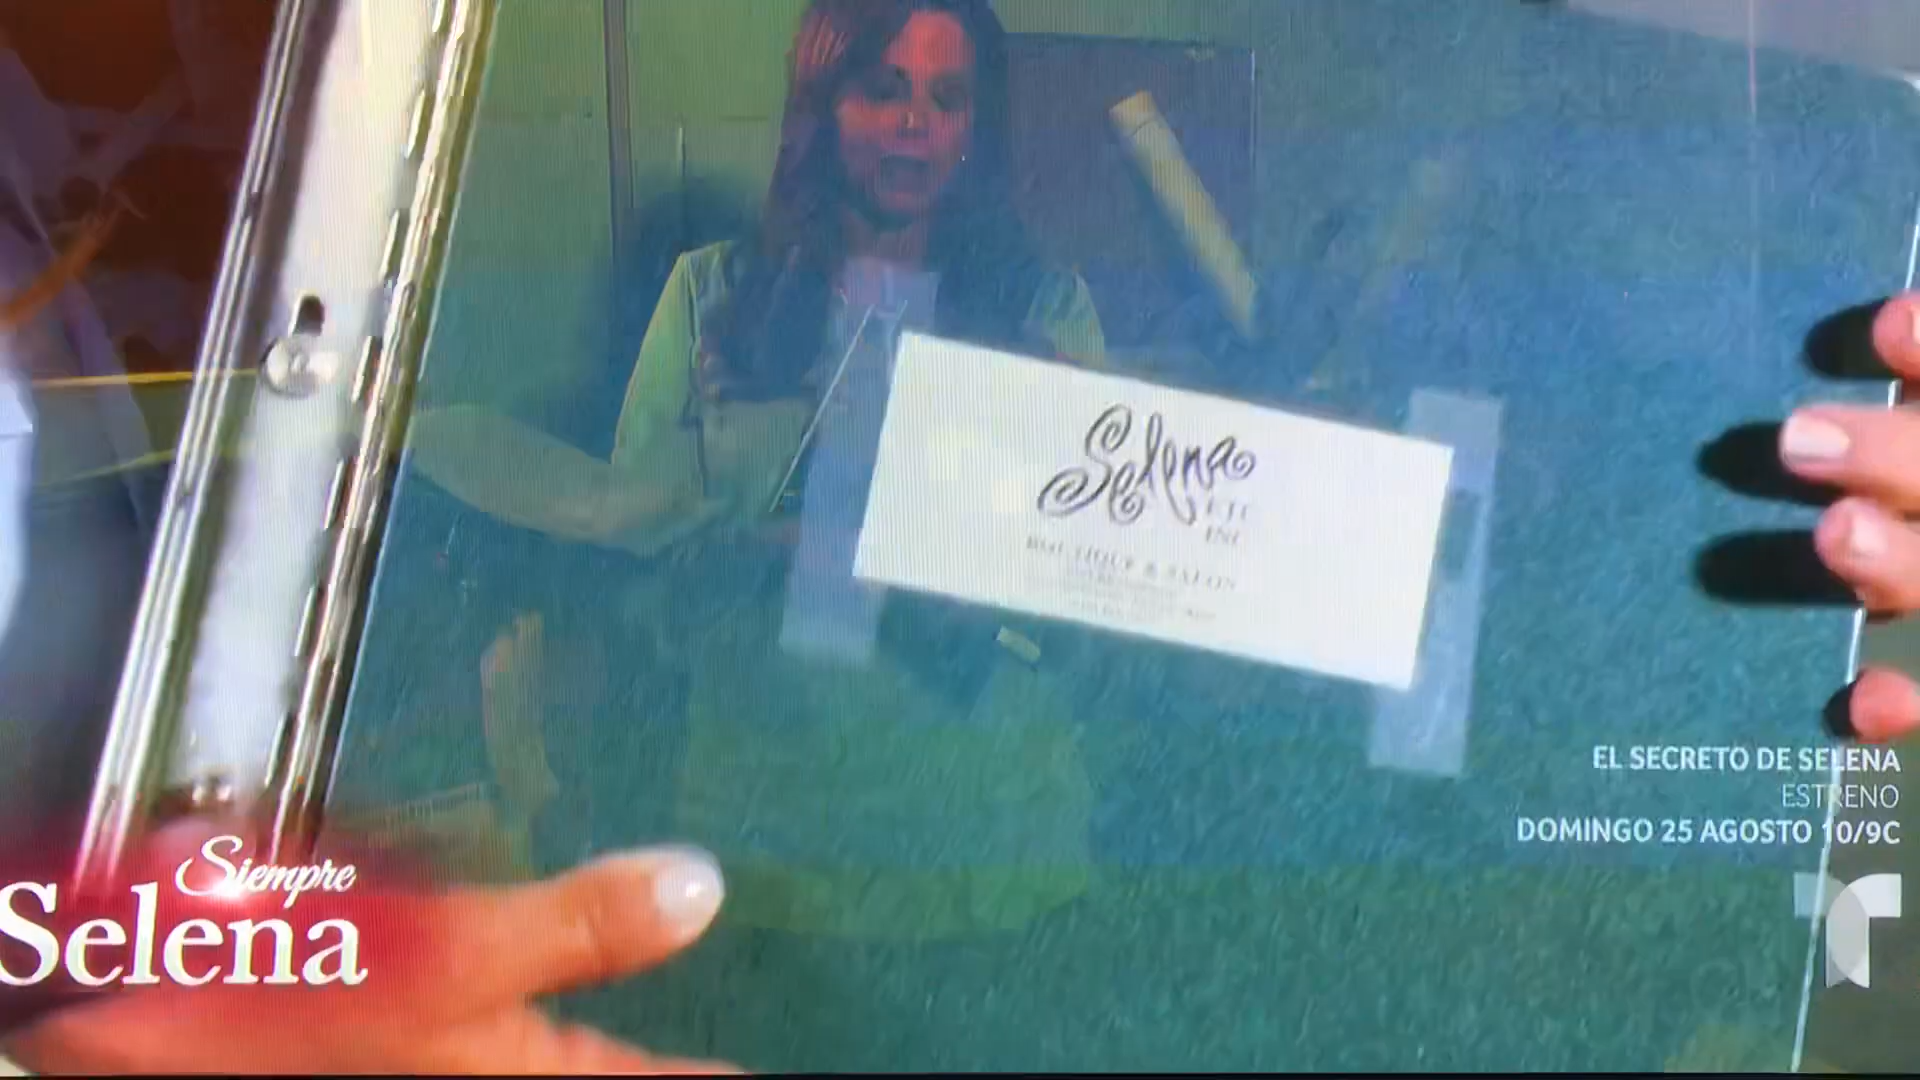 Selena
ETC
INC
BOUTIQUE & SALON
EL SECRETO DE SELENA
ESTRENO
DOMINGO 25 AGOSTO 10/9C
Siempre
Selena